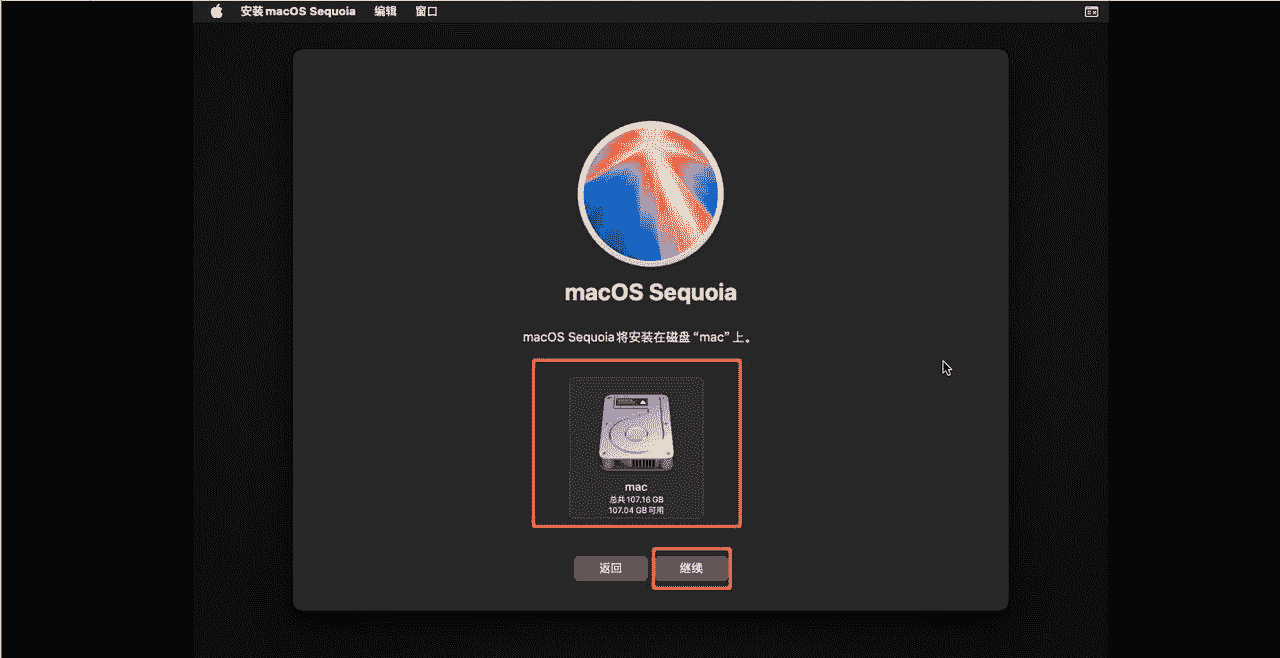 安装 macOS Sequoia 编辑 窗口
macOS Sequoia
macOS Sequoia 将安装在磁盘 “mac” 上。
mac
总共 107.16 GB
107.04 GB 可用
返回 继续